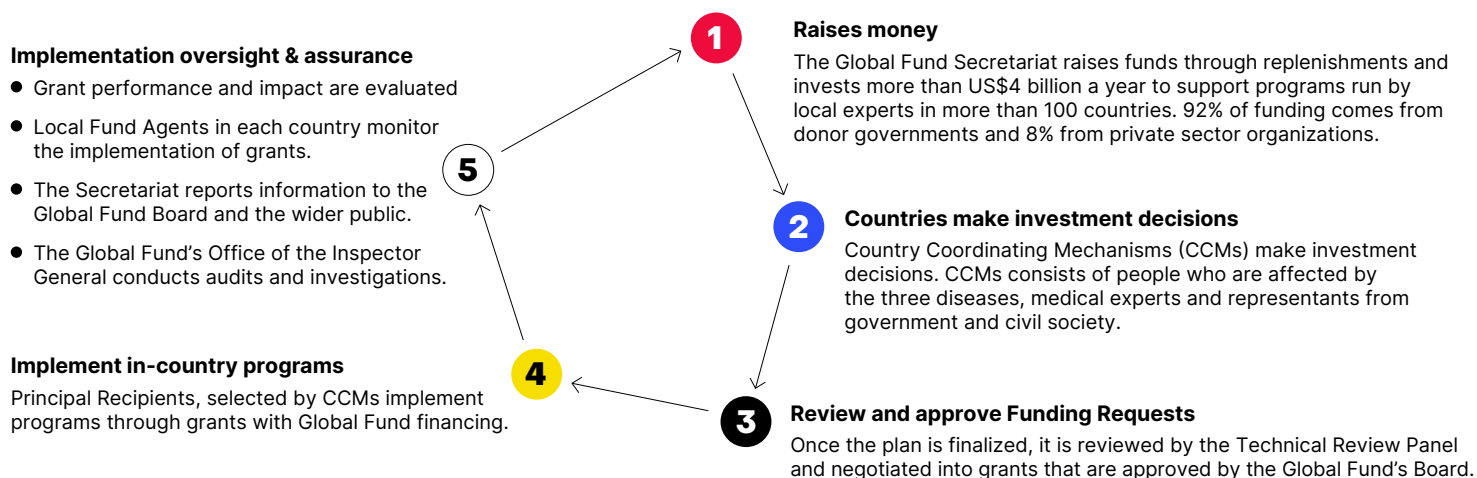 1
Raises money
The Global Fund Secretariat raises funds through replenishments and
invests more than US$4 billion a year to support programs run by
local experts in more than 100 countries. 92% of funding comes from
donor governments and 8% from private sector organizations.
2
Countries make investment decisions
Country Coordinating Mechanisms (CCMs) make investment
decisions. CCMs consists of people who are affected by
the three diseases, medical experts and representants from
government and civil society.
3
Review and approve Funding Requests
Once the plan is finalized, it is reviewed by the Technical Review Panel
and negotiated into grants that are approved by the Global Fund’s Board.
4
Implement in-country programs
Principal Recipients, selected by CCMs implement
programs through grants with Global Fund financing.
5
Implementation oversight & assurance
● Grant performance and impact are evaluated
● Local Fund Agents in each country monitor
the implementation of grants.
● The Secretariat reports information to the
Global Fund Board and the wider public.
● The Global Fund’s Office of the Inspector
General conducts audits and investigations.